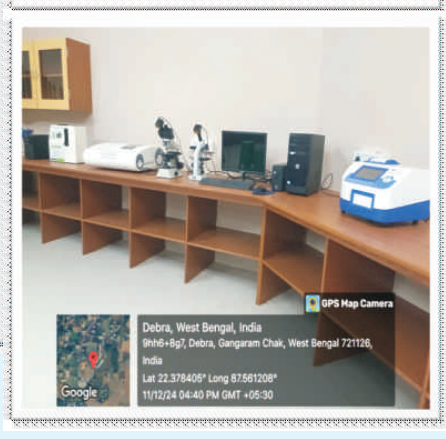 GPS Map Camera
Debra, West Bengal, India
9hh6+8g7, Debra, Gangaram Chak, West Bengal 721126,
India
Lat 22.378405° Long 87.561208°
11/12/24 04:40 PM GMT +05:30
Google